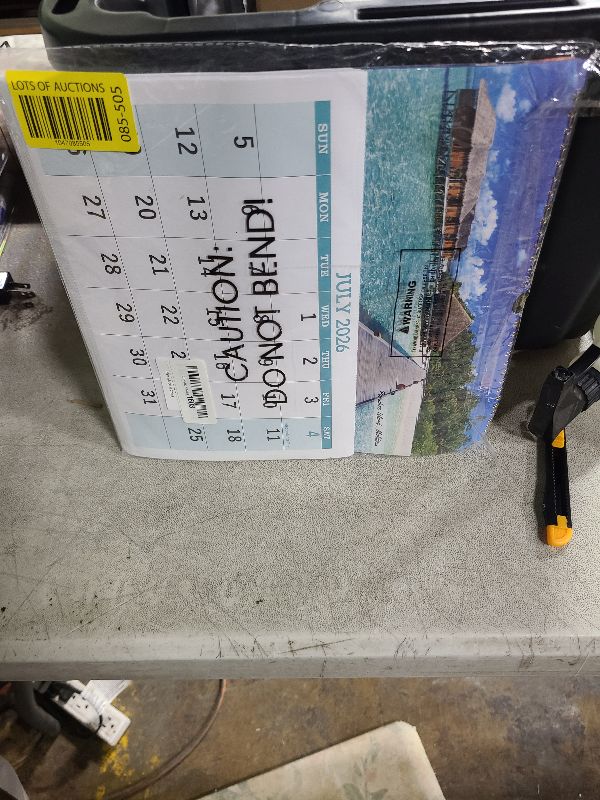 LOTS OF AUCTIONS
1047085505
085-505
WARNING
JULY 2026
SUN MON TUE WED THU FRI SAT
1 2 3 4
5 11
12 13 17 18
20 21 22 25
27 28 29 30 31
CAUTION:
DO NOT BEND!